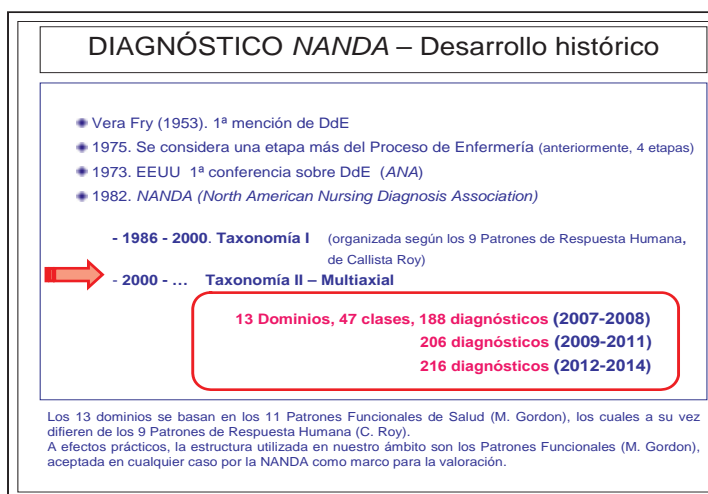 DIAGNÓSTICO NANDA – Desarrollo histórico
Vera Fry (1953). 1ª mención de DdE
1975. Se considera una etapa más del Proceso de Enfermería (anteriormente, 4 etapas)
1973. EEUU 1ª conferencia sobre DdE (ANA)
1982. NANDA (North American Nursing Diagnosis Association)
- 1986 - 2000. Taxonomía I (organizada según los 9 Patrones de Respuesta Humana,
de Callista Roy)
- 2000 - ... Taxonomía II – Multiaxial
13 Dominios, 47 clases, 188 diagnósticos (2007-2008)
206 diagnósticos (2009-2011)
216 diagnósticos (2012-2014)
Los 13 dominios se basan en los 11 Patrones Funcionales de Salud (M. Gordon), los cuales a su vez
difieren de los 9 Patrones de Respuesta Humana (C. Roy).
A efectos prácticos, la estructura utilizada en nuestro ámbito son los Patrones Funcionales (M. Gordon),
aceptada en cualquier caso por la NANDA como marco para la valoración.